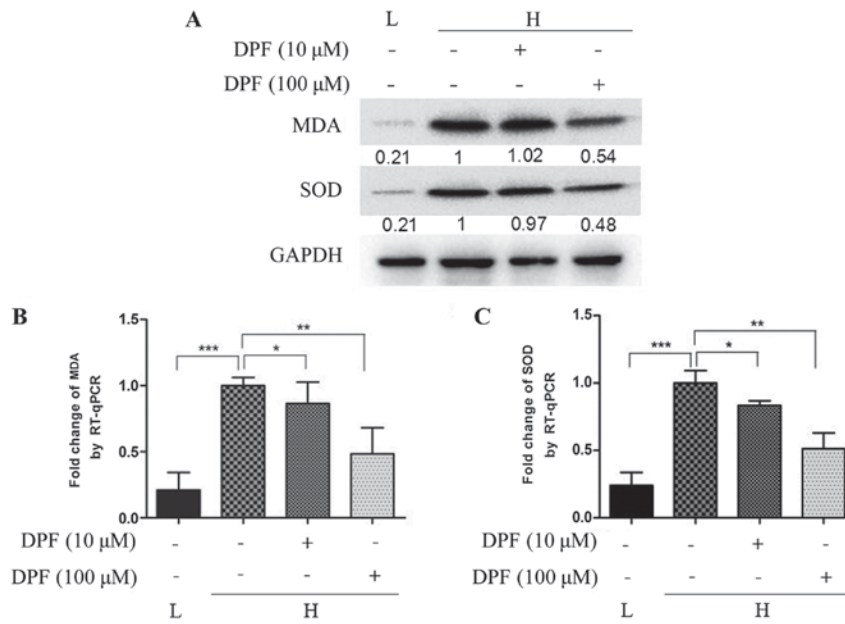 A L H
DPF (10 μM) - - + -
DPF (100 μM) - - - +
MDA
0.21 1 1.02 0.54
SOD
0.21 1 0.97 0.48
GAPDH
B
Fold change of MDA
by RT-qPCR
1.5
1.0
0.5
0.0
***
*
**
DPF (10 μM) - - + -
DPF (100 μM) - - - +
L H
C
Fold change of SOD
by RT-qPCR
1.5
1.0
0.5
0.0
***
*
**
DPF (10 μM) - - + -
DPF (100 μM) - - - +
L H